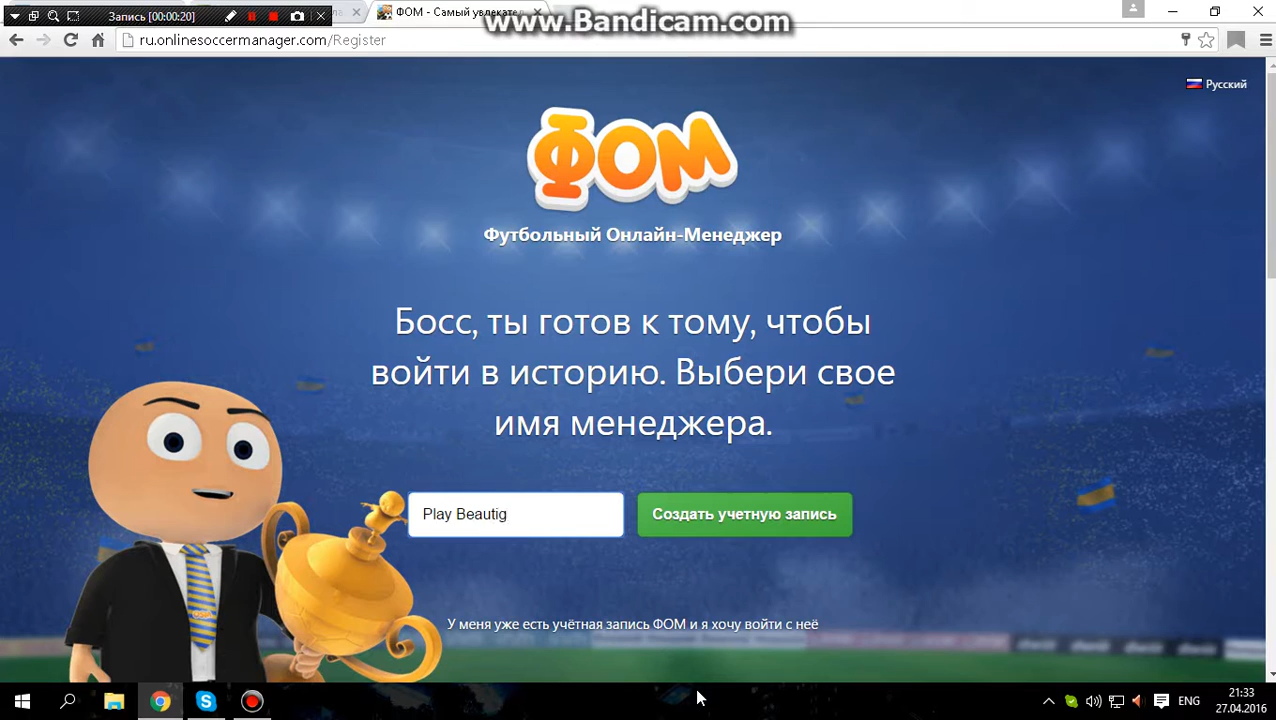 Запись [00:00:20]
ФОМ - Самый увлекател
www.Bandicam.com
ru.onlinesoccermanager.com/Register
Русский
ФОМ
Футбольный Онлайн-Менеджер
Босс, ты готов к тому, чтобы
войти в историю. Выбери свое
имя менеджера.
Play Beautig
Создать учетную запись
У меня уже есть учётная запись ФОМ и я хочу войти с неё
ENG
21:33
27.04.2016